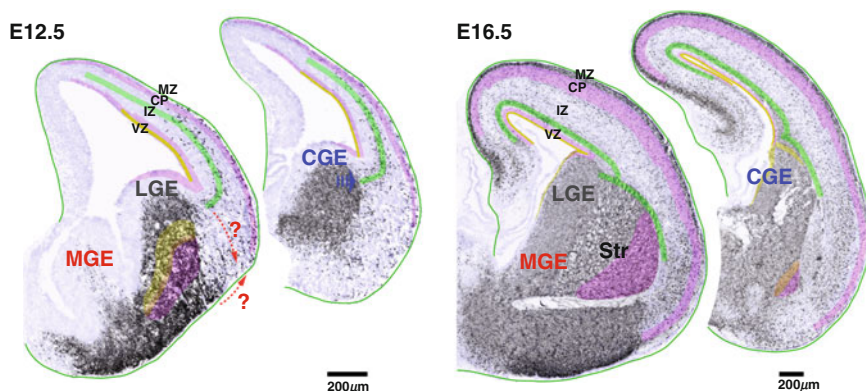 E12.5
E16.5
MZ
CP
IZ
VZ
MZ
CP
IZ
VZ
LGE
CGE
MGE
?
?
LGE
CGE
MGE
Str
200µm
200µm